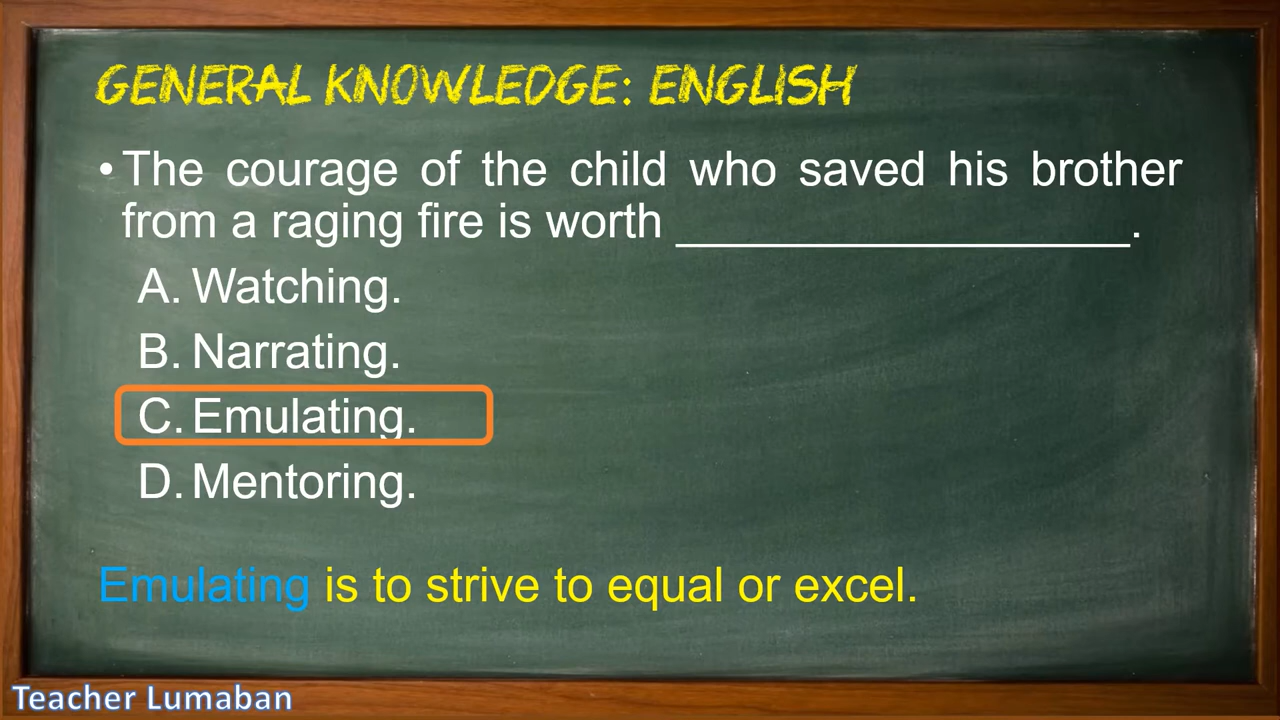 GENERAL KNOWLEDGE: ENGLISH
• The courage of the child who saved his brother
from a raging fire is worth _________________.
A. Watching.
B. Narrating.
C. Emulating.
D. Mentoring.
Emulating is to strive to equal or excel.
Teacher Lumaban